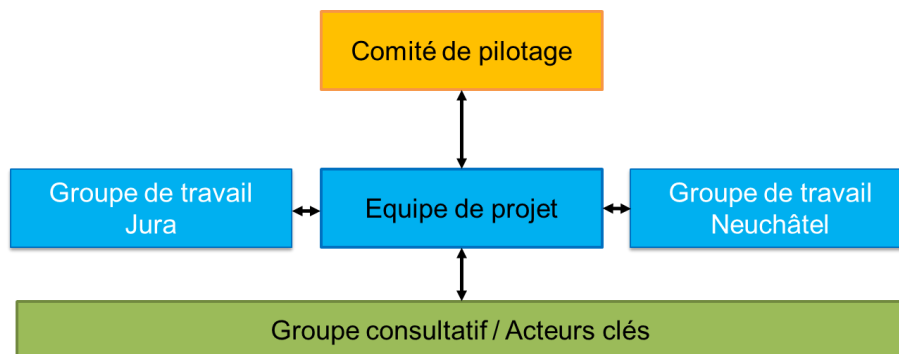 Comité de pilotage
Groupe de travail
Jura
Equipe de projet
Groupe de travail
Neuchâtel
Groupe consultatif / Acteurs clés